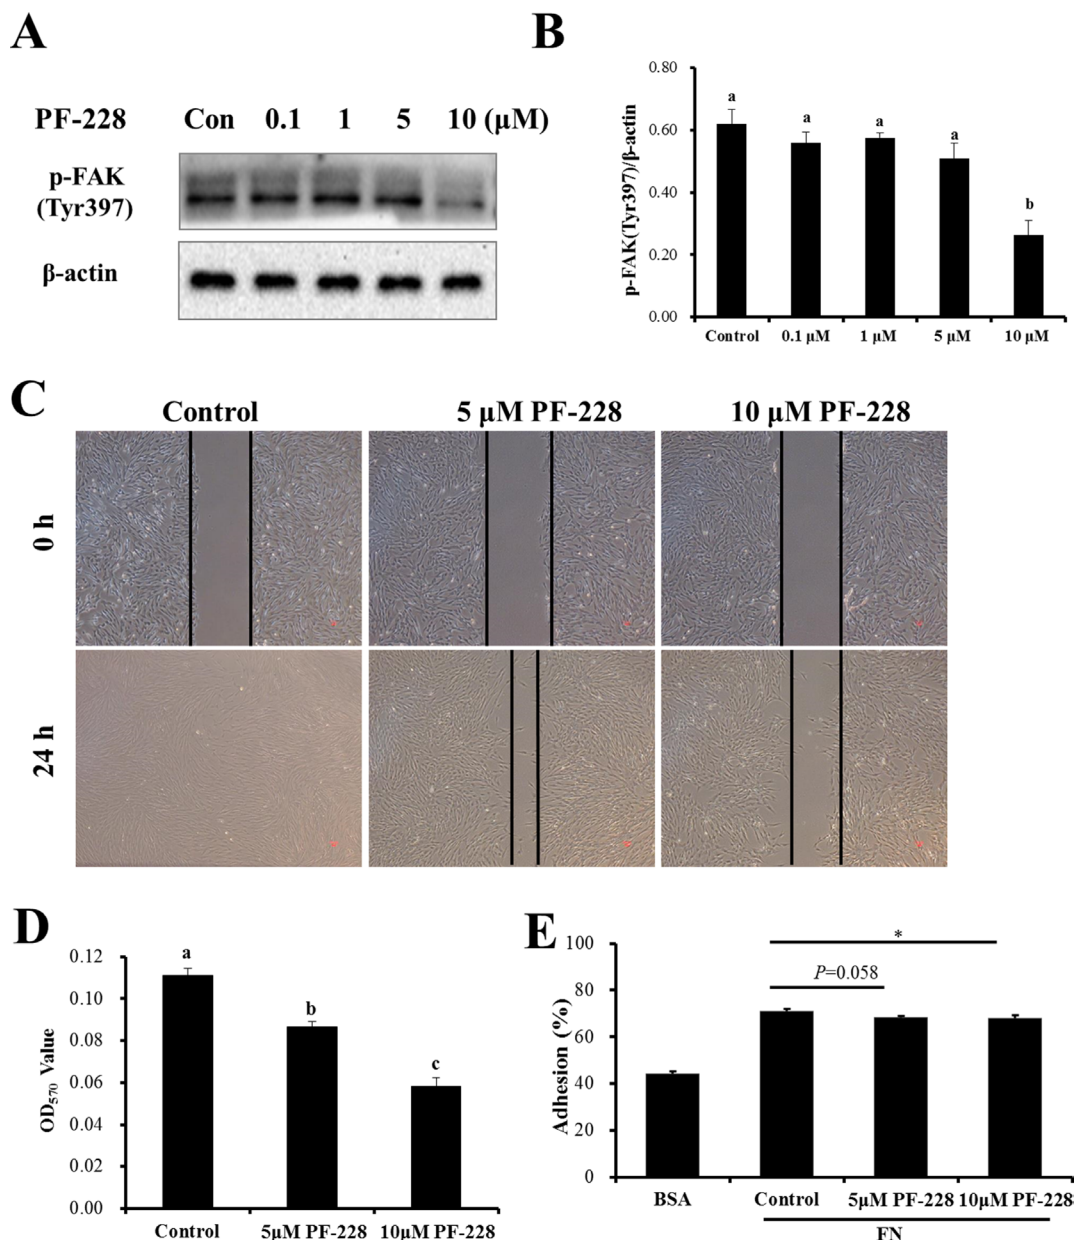 A
PF-228 Con 0.1 1 5 10 (μM)
p-FAK
(Tyr397)
β-actin
B
p-FAK(Tyr397)/β-actin
0.80
0.60
0.40
0.20
0.00
a
a
a
a
b
Control 0.1 μM 1 μM 5 μM 10 μM
C
Control 5 μM PF-228 10 μM PF-228
0 h
24 h
D
OD570 Value
0.12
0.10
0.08
0.06
0.04
0.02
0.00
a
b
c
Control 5μM PF-228 10μM PF-228
E
Adhesion (%)
100
80
60
40
20
0
*
P=0.058
BSA Control 5μM PF-228 10μM PF-228
FN